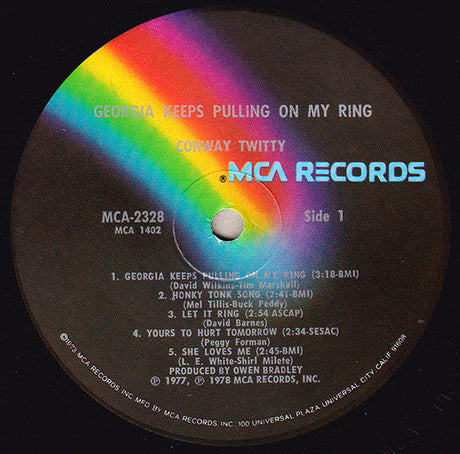 GEORGIA KEEPS PULLING ON MY RING
CONWAY TWITTY
®MCA RECORDS
MCA-2328
MCA 1402
Side 1
1. GEORGIA KEEPS PULLING ON MY RING (3:18-BMI)
(David Wilkins-Tim Marshall)
2. HONKY TONK SONG (2:41-BMI)
(Mel Tillis-Buck Peddy)
3. LET IT RING (2:54 ASCAP)
(David Barnes)
4. YOURS TO HURT TOMORROW (2:34-SESAC)
(Peggy Forman)
5. SHE LOVES ME (2:45-BMI)
(L. E. White-Shirl Milete)
PRODUCED BY OWEN BRADLEY
℗ 1977, ℗ 1978 MCA RECORDS, INC.
©1973 MCA RECORDS, INC. MFD BY MCA RECORDS, INC. 100 UNIVERSAL PLAZA, UNIVERSAL CITY, CALIF. 91608